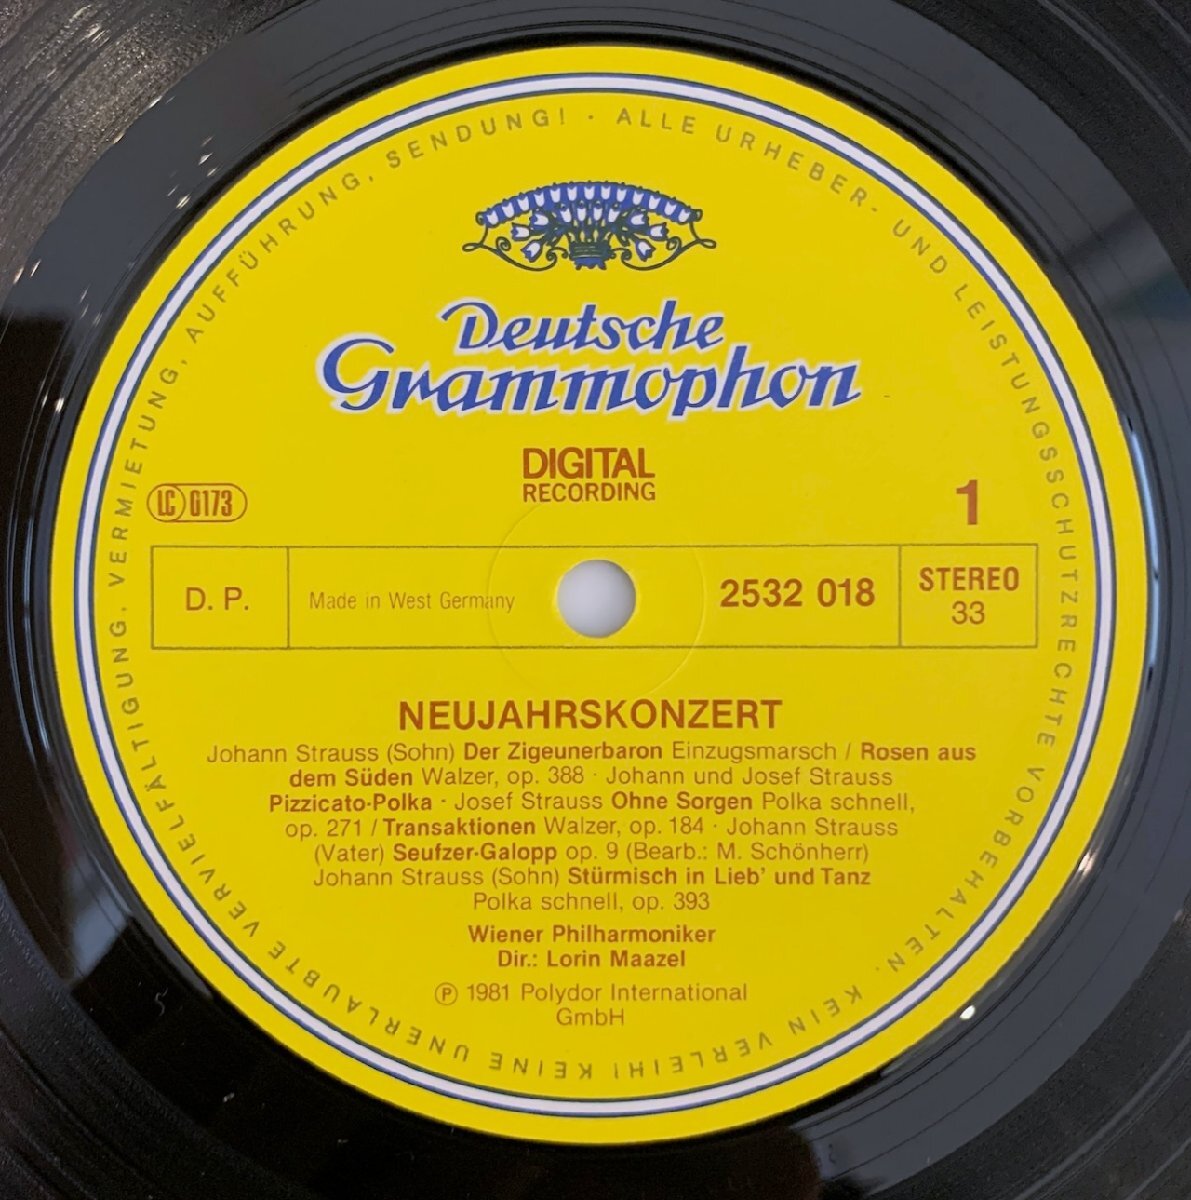 ALLE URHEBER- UND LEISTUNGSSCHUTZRECHTE VORBEHALTEN. KEIN VERLEIH! KEINE UNERLAUBTE VERVIELFÄLTIGUNG, VERMIETUNG, AUFFÜHRUNG, SENDUNG! ·
Deutsche
Grammophon
DIGITAL
RECORDING
LC 0173
1
D. P.
Made in West Germany
2532 018
STEREO
33
NEUJAHRSKONZERT
Johann Strauss (Sohn) Der Zigeunerbaron Einzugsmarsch / Rosen aus
dem Süden Walzer, op. 388 · Johann und Josef Strauss
Pizzicato-Polka · Josef Strauss Ohne Sorgen Polka schnell,
op. 271 / Transaktionen Walzer, op. 184 · Johann Strauss
(Vater) Seufzer-Galopp op. 9 (Bearb.: M. Schönherr)
Johann Strauss (Sohn) Stürmisch in Lieb' und Tanz
Polka schnell, op. 393
Wiener Philharmoniker
Dir.: Lorin Maazel
℗ 1981 Polydor International
GmbH